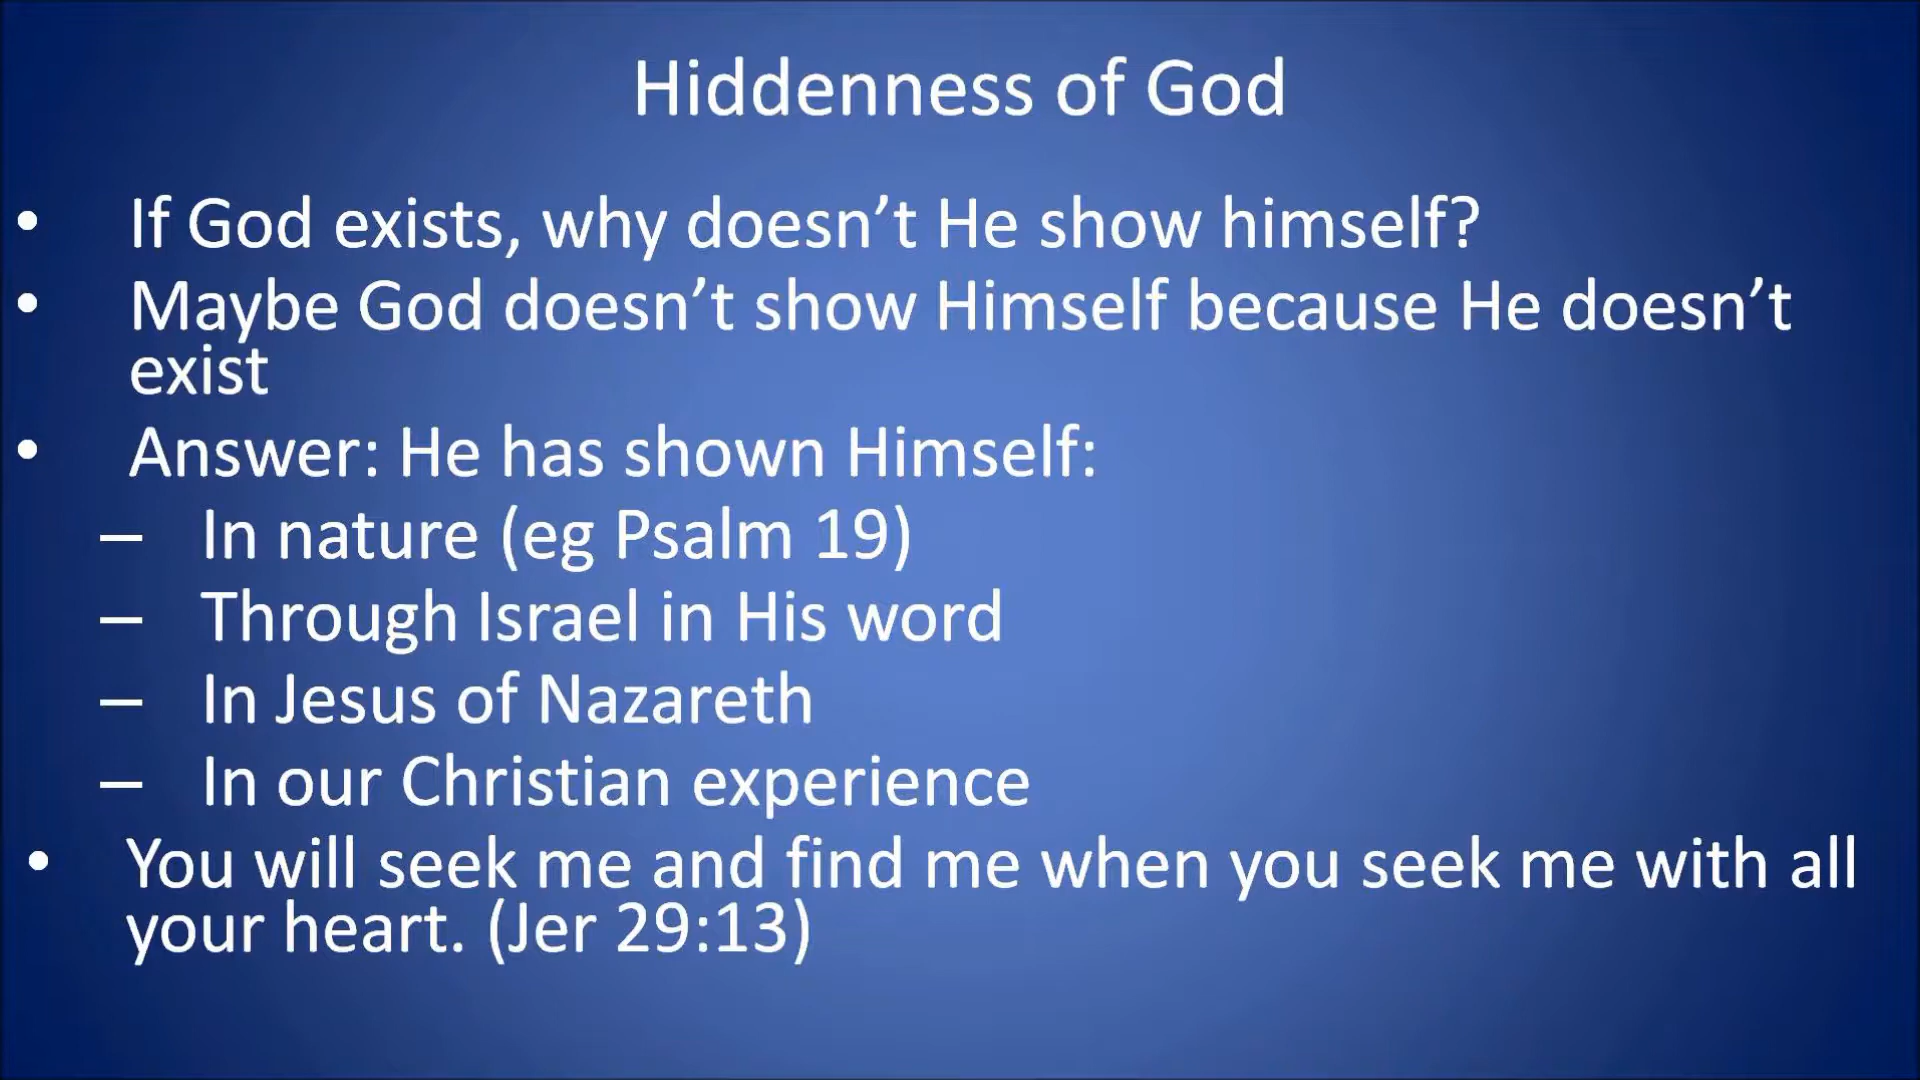 Hiddenness of God
• If God exists, why doesn’t He show himself?
• Maybe God doesn’t show Himself because He doesn’t
exist
• Answer: He has shown Himself:
– In nature (eg Psalm 19)
– Through Israel in His word
– In Jesus of Nazareth
– In our Christian experience
• You will seek me and find me when you seek me with all
your heart. (Jer 29:13)